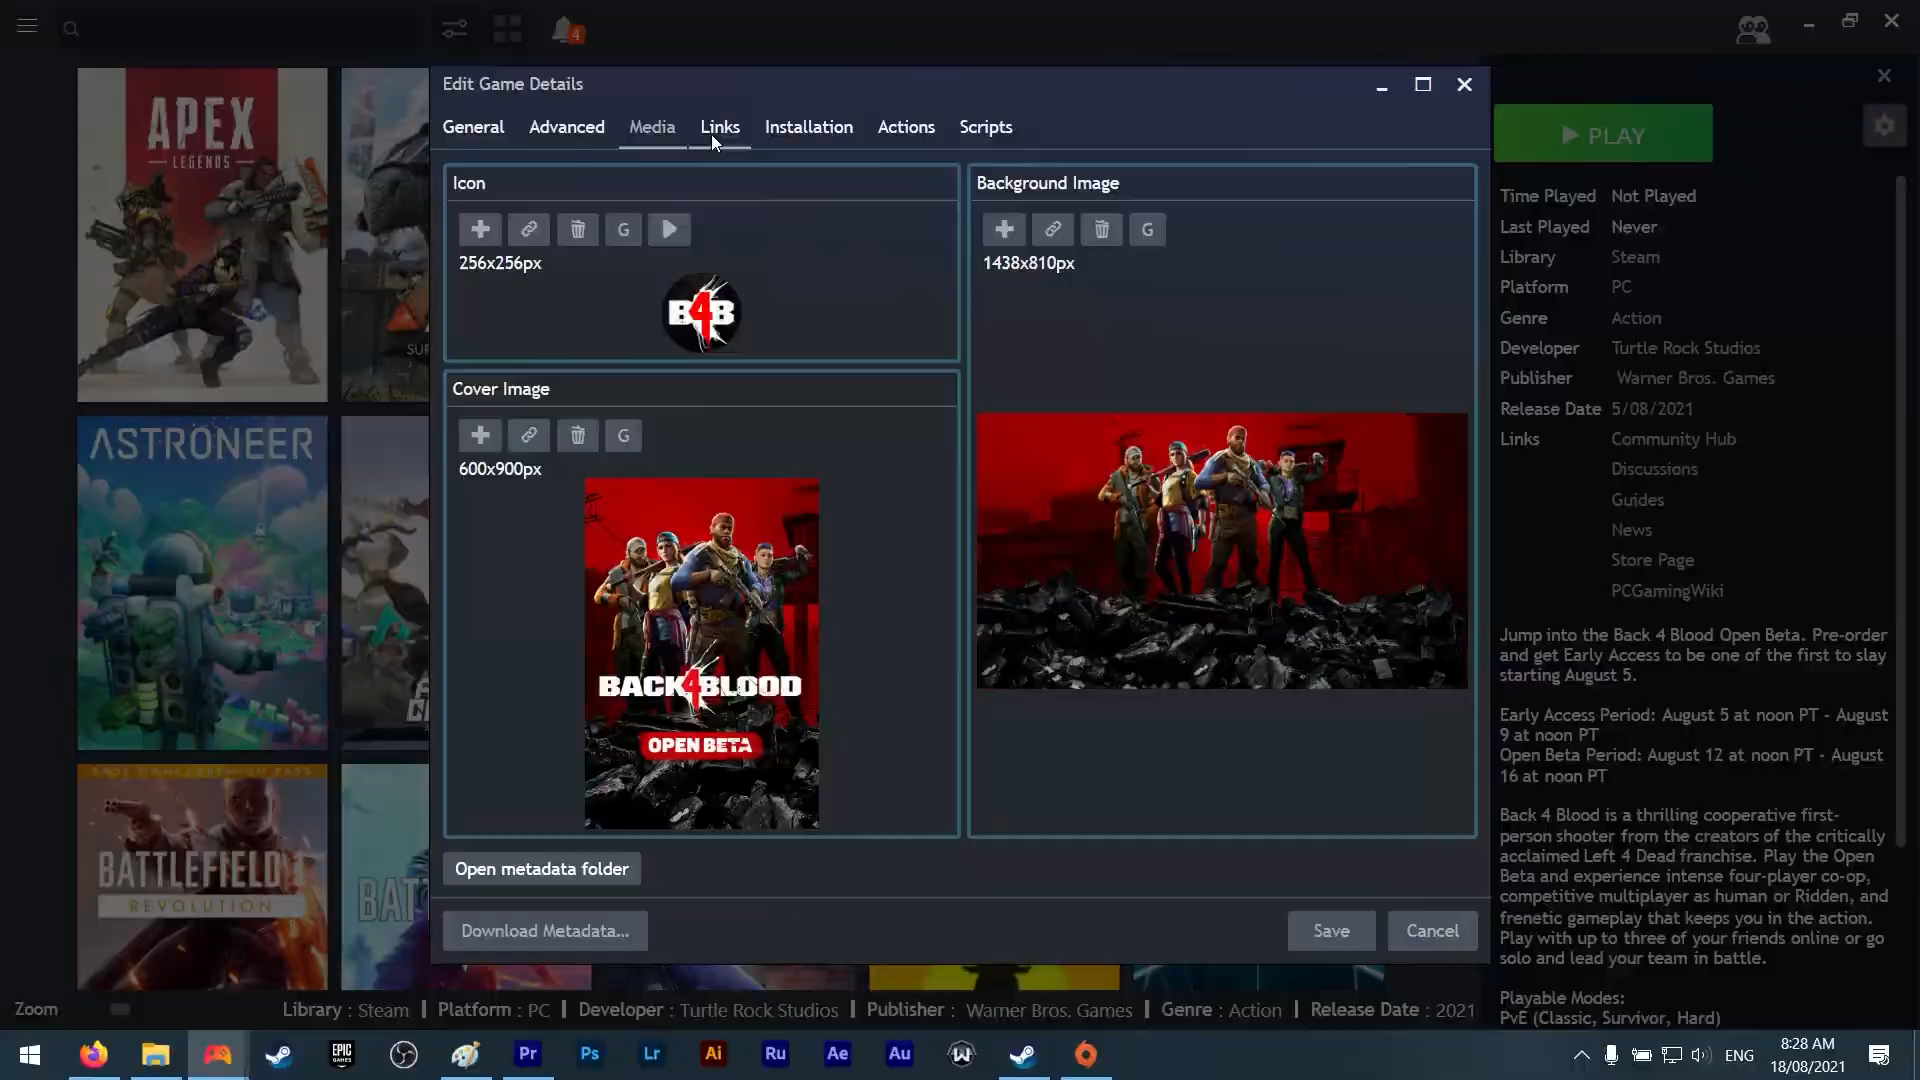 4
APEX
LEGENDS
SUR
ASTRONEER
BATTLEFIELD 1
REVOLUTION
BAT
Edit Game Details
General
Advanced
Media
Links
Installation
Actions
Scripts
Icon
G
256x256px
B4B
Cover Image
G
600x900px
BACK 4 BLOOD
OPEN BETA
Background Image
G
1438x810px
Open metadata folder
Download Metadata...
Save
Cancel
PLAY
Time Played Not Played
Last Played Never
Library Steam
Platform PC
Genre Action
Developer Turtle Rock Studios
Publisher Warner Bros. Games
Release Date 5/08/2021
Links Community Hub
Discussions
Guides
News
Store Page
PCGamingWiki
Jump into the Back 4 Blood Open Beta. Pre-order
and get Early Access to be one of the first to slay
starting August 5.
Early Access Period: August 5 at noon PT - August
9 at noon PT
Open Beta Period: August 12 at noon PT - August
16 at noon PT
Back 4 Blood is a thrilling cooperative first-
person shooter from the creators of the critically
acclaimed Left 4 Dead franchise. Play the Open
Beta and experience intense four-player co-op,
competitive multiplayer as human or Ridden, and
frenetic gameplay that keeps you in the action.
Play with up to three of your friends online or go
solo and lead your team in battle.
Playable Modes:
PvE (Classic, Survivor, Hard)
Zoom
Library : Steam | Platform : PC | Developer : Turtle Rock Studios | Publisher : Warner Bros. Games | Genre : Action | Release Date : 2021
EPIC
GAMES
Pr
Ps
Lr
Ai
Ru
Ae
Au
ENG
8:28 AM
18/08/2021